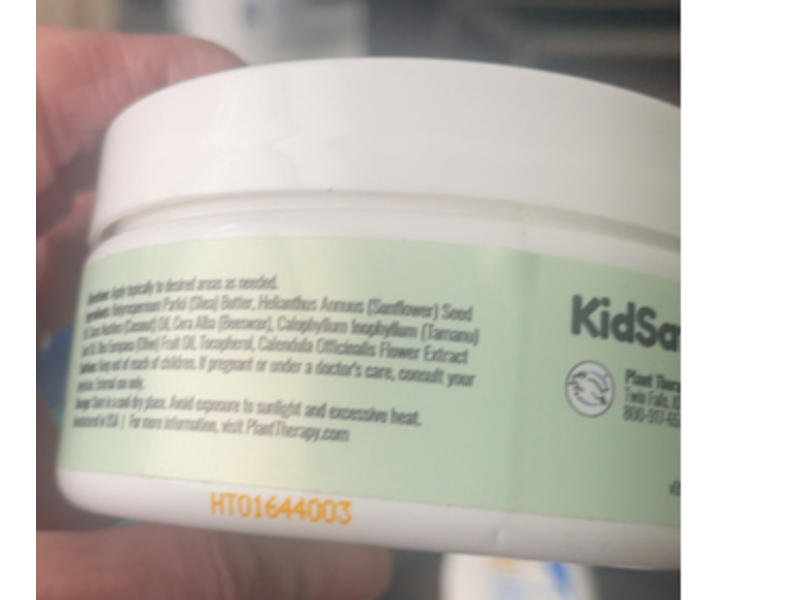 Directions: Apply topically to desired areas as needed.
Ingredients: Butyrospermum Parkii (Shea) Butter, Helianthus Annuus (Sunflower) Seed
Oil, Cocos Nucifera (Coconut) Oil, Cera Alba (Beeswax), Calophyllum Inophyllum (Tamanu)
Seed Oil, Olea Europaea (Olive) Fruit Oil, Tocopherol, Calendula Officinalis Flower Extract
Caution: Keep out of reach of children. If pregnant or under a doctor's care, consult your
External use only.
Storage: Store in a cool dry place. Avoid exposure to sunlight and excessive heat.
in USA | For more information, visit PlantTherapy.com
HT01644003
KidSa
Plant Thera
Twin Falls, ID
800-917-65